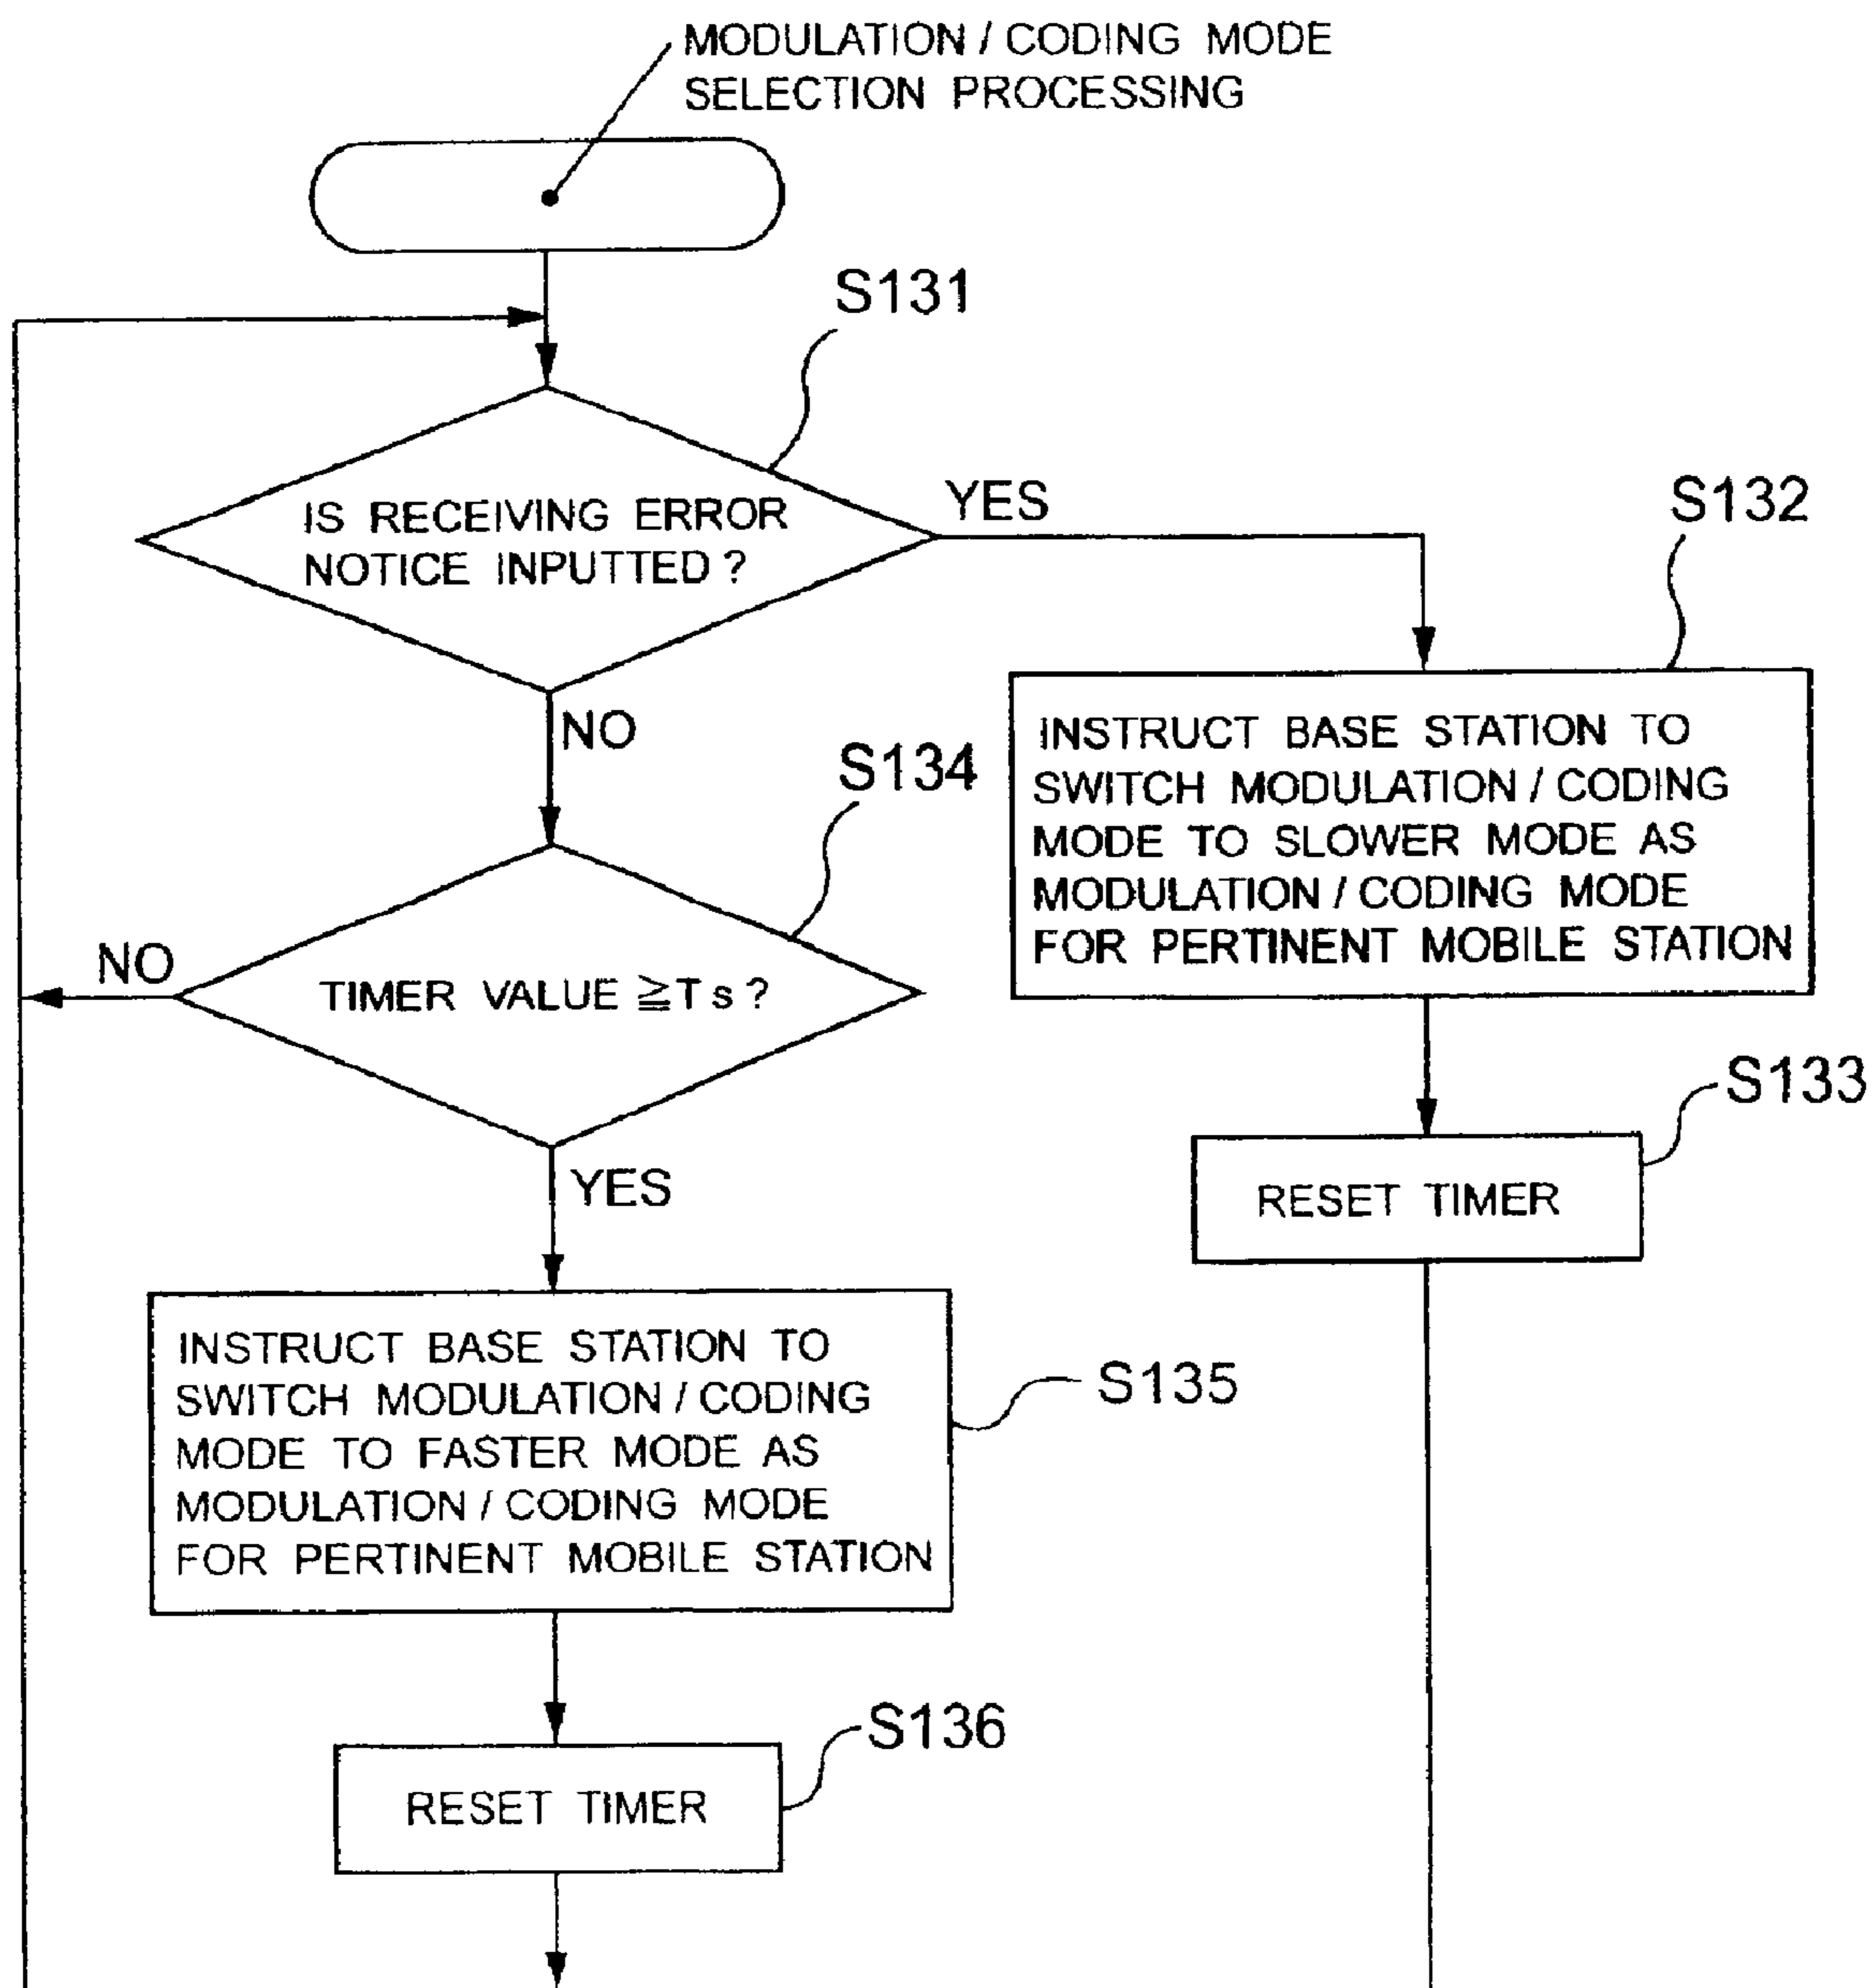 MODULATION / CODING MODE
SELECTION PROCESSING
S131
IS RECEIVING ERROR
NOTICE INPUTTED ?
YES
S132
INSTRUCT BASE STATION TO
SWITCH MODULATION / CODING
MODE TO SLOWER MODE AS
MODULATION / CODING MODE
FOR PERTINENT MOBILE STATION
NO
S134
NO
TIMER VALUE ≧ T s ?
S133
RESET TIMER
YES
INSTRUCT BASE STATION TO
SWITCH MODULATION / CODING
MODE TO FASTER MODE AS
MODULATION / CODING MODE
FOR PERTINENT MOBILE STATION
S135
S136
RESET TIMER